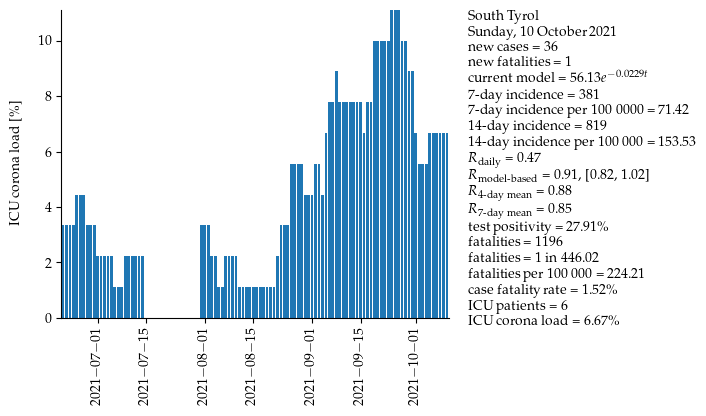 ICU corona load [%]
10
8
6
4
2
0
2021−07−01
2021−07−15
2021−08−01
2021−08−15
2021−09−01
2021−09−15
2021−10−01
South Tyrol
Sunday, 10 October 2021
new cases = 36
new fatalities = 1
current model = 56.13e^{−0.0229t}
7-day incidence = 381
7-day incidence per 100 0000 = 71.42
14-day incidence = 819
14-day incidence per 100 000 = 153.53
R_daily = 0.47
R_model-based = 0.91, [0.82, 1.02]
R_4-day mean = 0.88
R_7-day mean = 0.85
test positivity = 27.91%
fatalities = 1196
fatalities = 1 in 446.02
fatalities per 100 000 = 224.21
case fatality rate = 1.52%
ICU patients = 6
ICU corona load = 6.67%